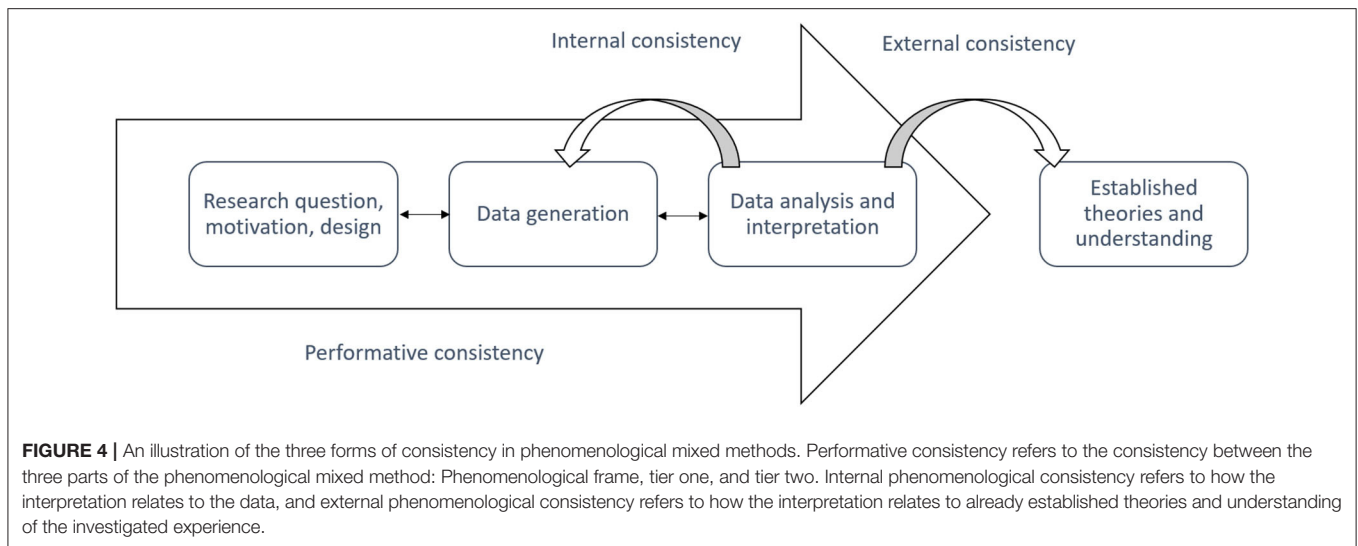 Internal consistency
External consistency
Research question,
motivation, design
Data generation
Data analysis and
interpretation
Established
theories and
understanding
Performative consistency
FIGURE 4 | An illustration of the three forms of consistency in phenomenological mixed methods. Performative consistency refers to the consistency between the
three parts of the phenomenological mixed method: Phenomenological frame, tier one, and tier two. Internal phenomenological consistency refers to how the
interpretation relates to the data, and external phenomenological consistency refers to how the interpretation relates to already established theories and understanding
of the investigated experience.